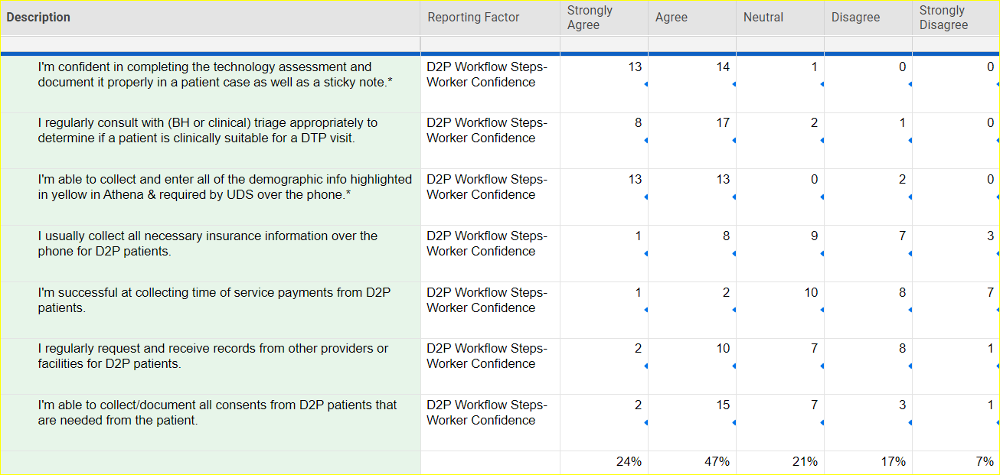 Description Reporting Factor Strongly Agree Agree Neutral Disagree Strongly Disagree
I'm confident in completing the technology assessment and D2P Workflow Steps- 13 14 1 0 0
document it properly in a patient case as well as a sticky note.* Worker Confidence
I regularly consult with (BH or clinical) triage appropriately to D2P Workflow Steps- 8 17 2 1 0
determine if a patient is clinically suitable for a DTP visit. Worker Confidence
I'm able to collect and enter all of the demographic info highlighted D2P Workflow Steps- 13 13 0 2 0
in yellow in Athena & required by UDS over the phone.* Worker Confidence
I usually collect all necessary insurance information over the D2P Workflow Steps- 1 8 9 7 3
phone for D2P patients. Worker Confidence
I'm successful at collecting time of service payments from D2P D2P Workflow Steps- 1 2 10 8 7
patients. Worker Confidence
I regularly request and receive records from other providers or D2P Workflow Steps- 2 10 7 8 1
facilities for D2P patients. Worker Confidence
I'm able to collect/document all consents from D2P patients that D2P Workflow Steps- 2 15 7 3 1
are needed from the patient. Worker Confidence
24% 47% 21% 17% 7%